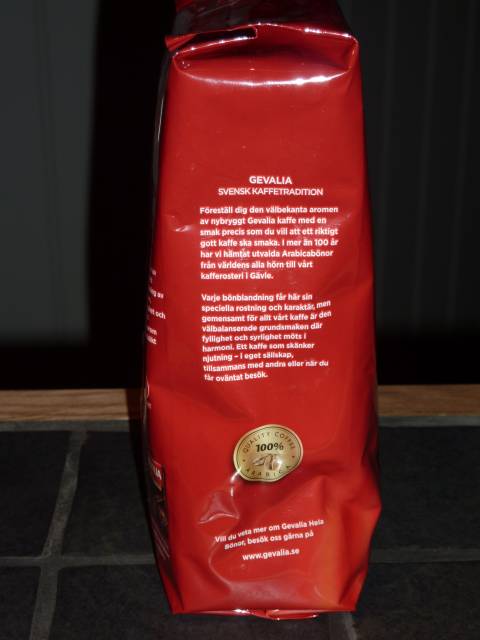 GEVALIA
SVENSK KAFFETRADITION
Föreställ dig den välbekanta aromen
av nybryggt Gevalia kaffe med en
smak precis som du vill att ett riktigt
gott kaffe ska smaka. I mer än 100 år
har vi hämtat utvalda Arabicabönor
från världens alla hörn till vårt
kafferosteri i Gävle.
Varje bönblandning får här sin
speciella rostning och karaktär, men
gemensamt för allt vårt kaffe är den
välbalanserade grundsmaken där
fyllighet och syrlighet möts i
harmoni. Ett kaffe som skänker
njutning – i eget sällskap,
tillsammans med andra eller när du
får oväntat besök.
QUALITY COFFEE
100%
ARABICA
Vill du veta mer om Gevalia Hela
Bönor, besök oss gärna på
www.gevalia.se